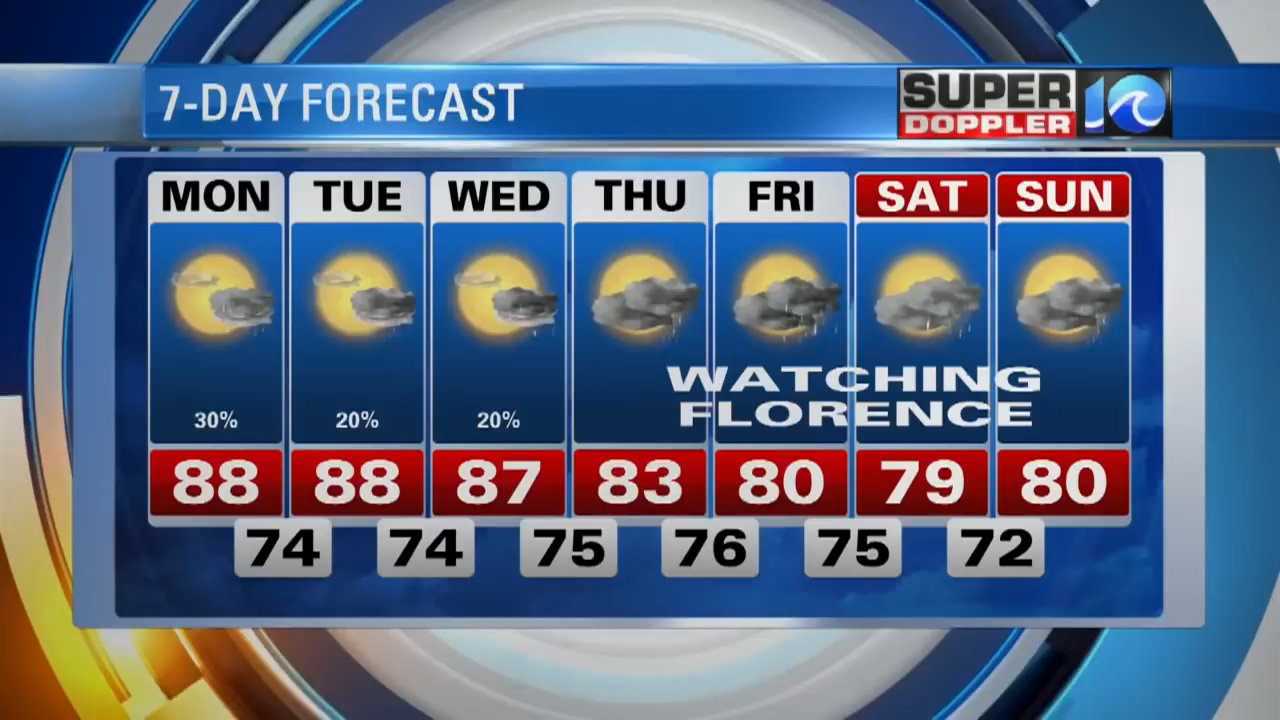 7-DAY FORECAST
SUPER
DOPPLER 10
MON TUE WED THU FRI SAT SUN
WATCHING
30% 20% 20% FLORENCE
88 88 87 83 80 79 80
74 74 75 76 75 72